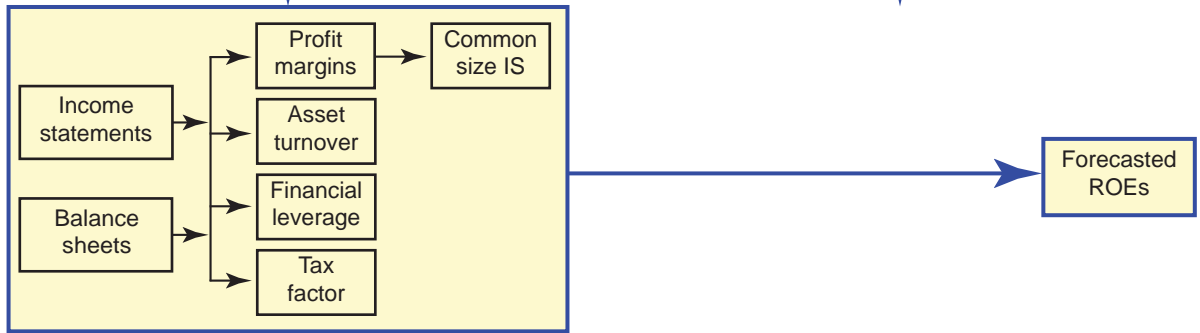 Profit
margins
Common
size IS
Income
statements
Asset
turnover
Financial
leverage
Balance
sheets
Tax
factor
Forecasted
ROEs